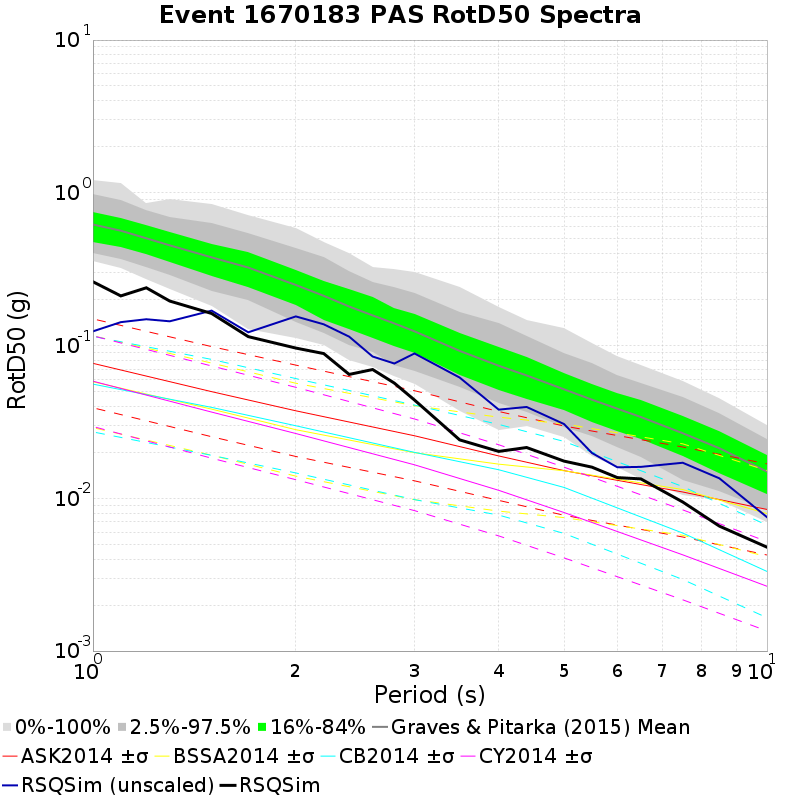 Event 1670183 PAS RotD50 Spectra
10^1
10^0
10^-1
10^-2
10^-3
RotD50 (g)
10^0 2 3 4 5 6 7 8 9 10^1
Period (s)
0%-100% 2.5%-97.5% 16%-84% Graves & Pitarka (2015) Mean
ASK2014 ±σ BSSA2014 ±σ CB2014 ±σ CY2014 ±σ
RSQSim (unscaled) RSQSim